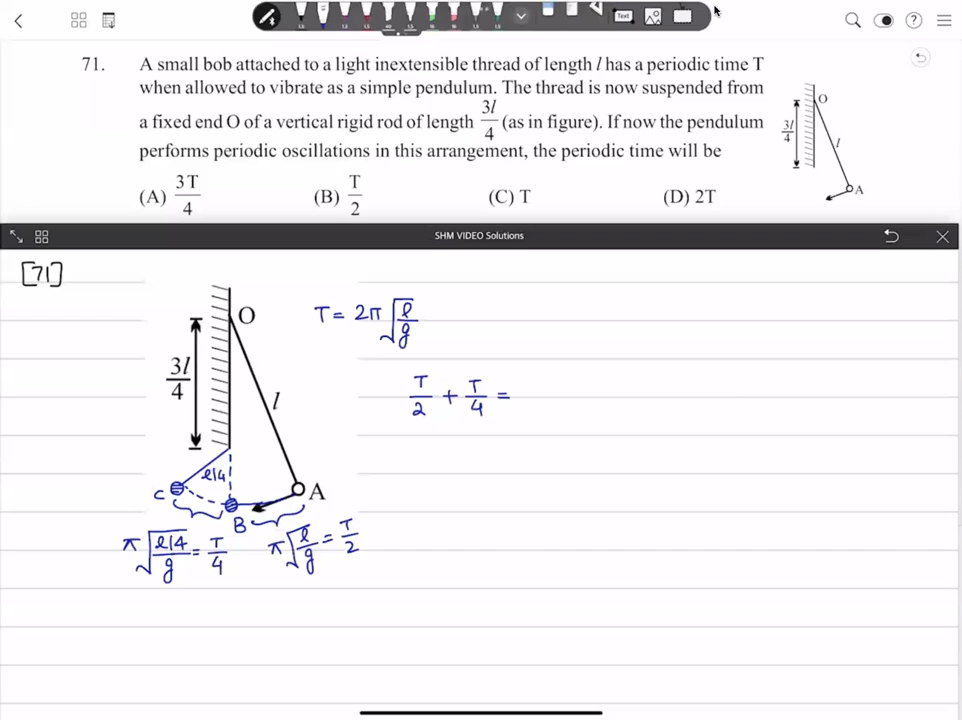 Text
71. A small bob attached to a light inextensible thread of length l has a periodic time T
when allowed to vibrate as a simple pendulum. The thread is now suspended from
a fixed end O of a vertical rigid rod of length 3l/4 (as in figure). If now the pendulum
performs periodic oscillations in this arrangement, the periodic time will be
(A) 3T/4 (B) T/2 (C) T (D) 2T
O
3l/4
l
A
SHM VIDEO Solutions
[71]
O
T = 2π √(l/g)
3l/4
l
T/2 + T/4 =
l/4
C
A
B
π √(l/4/g) = T/4
π √(l/g) = T/2